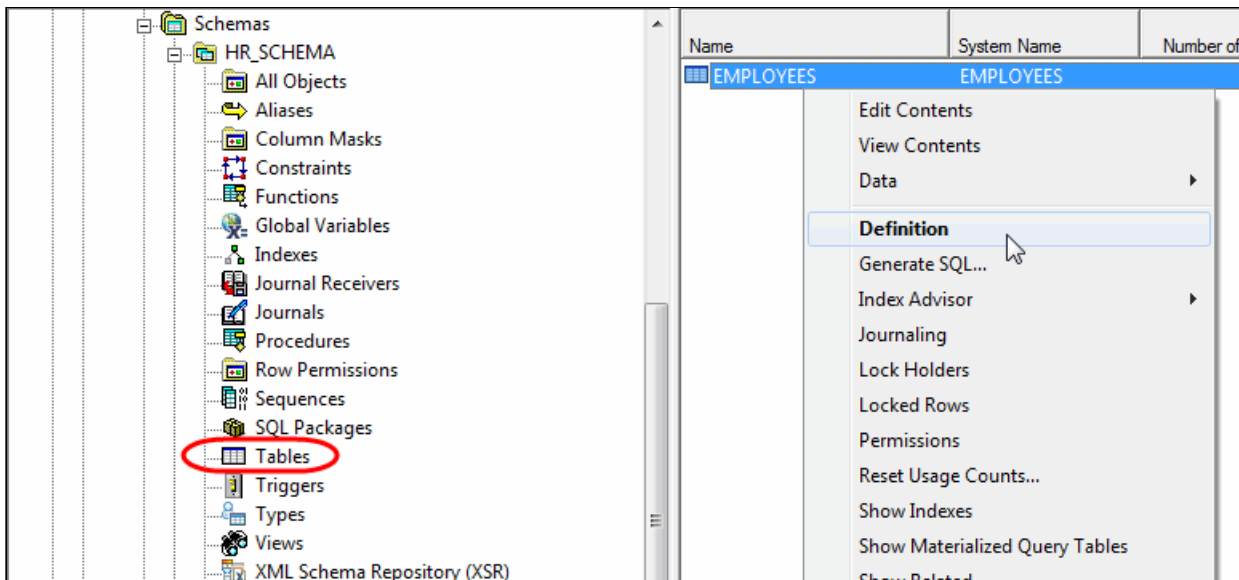 Schemas
HR_SCHEMA
All Objects
Aliases
Column Masks
Constraints
Functions
Global Variables
Indexes
Journal Receivers
Journals
Procedures
Row Permissions
Sequences
SQL Packages
Tables
Triggers
Types
Views
XML Schema Repository (XSR)
Name System Name Number of
EMPLOYEES EMPLOYEES
Edit Contents
View Contents
Data
Definition
Generate SQL...
Index Advisor
Journaling
Lock Holders
Locked Rows
Permissions
Reset Usage Counts...
Show Indexes
Show Materialized Query Tables
Show Related